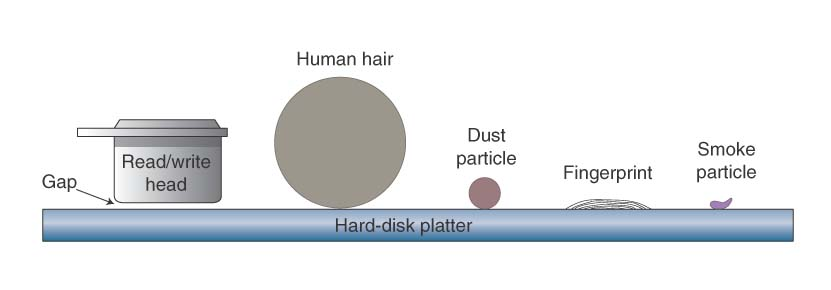 Human hair
Dust
particle
Smoke
particle
Fingerprint
Read/write
head
Gap
Hard-disk platter